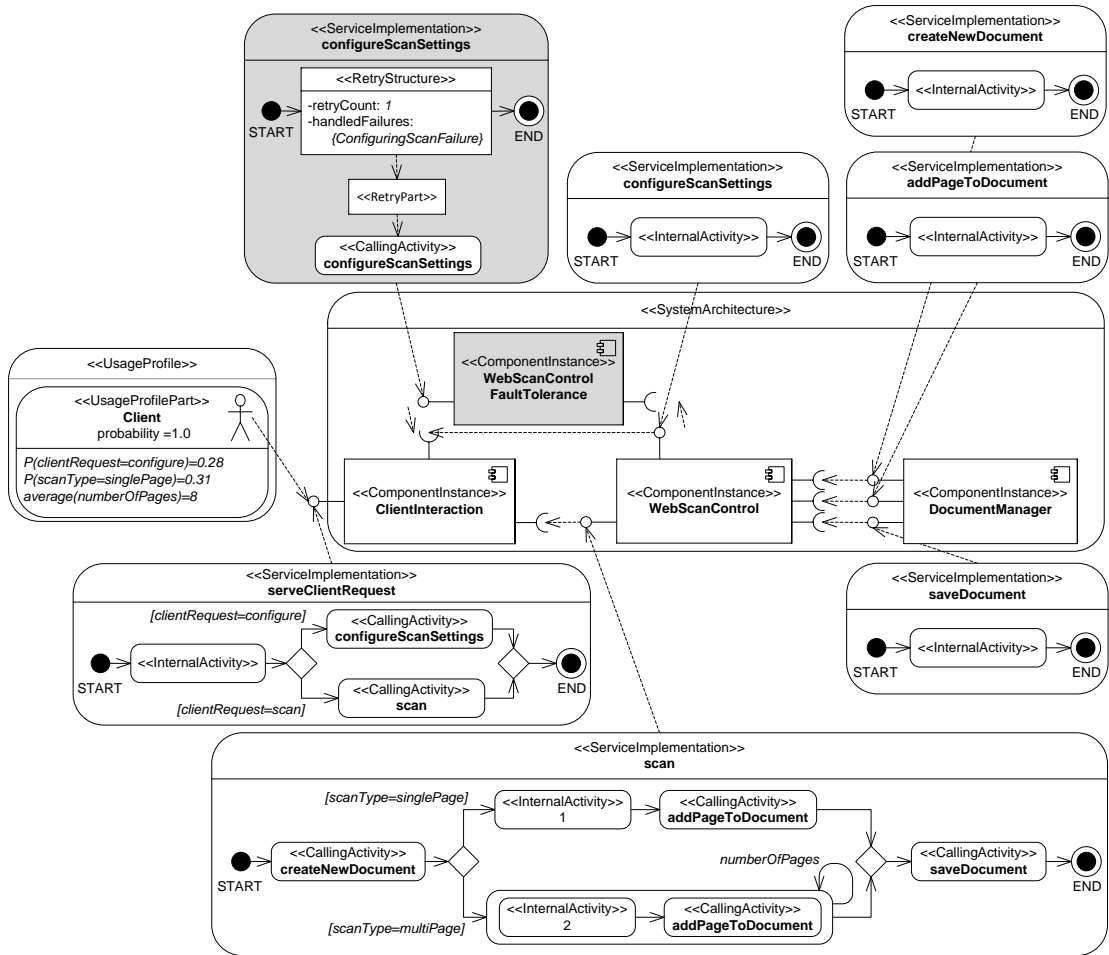 <<ServiceImplementation>>
configureScanSettings
<<RetryStructure>>
-retryCount: 1
-handledFailures:
{ConfiguringScanFailure}
START
END
<<RetryPart>>
<<CallingActivity>>
configureScanSettings
<<ServiceImplementation>>
createNewDocument
<<InternalActivity>>
START
END
<<ServiceImplementation>>
configureScanSettings
<<InternalActivity>>
START
END
<<ServiceImplementation>>
addPageToDocument
<<InternalActivity>>
START
END
<<SystemArchitecture>>
<<ComponentInstance>>
WebScanControl
FaultTolerance
<<UsageProfile>>
<<UsageProfilePart>>
Client
probability =1.0
P(clientRequest=configure)=0.28
P(scanType=singlePage)=0.31
average(numberOfPages)=8
<<ComponentInstance>>
ClientInteraction
<<ComponentInstance>>
WebScanControl
<<ComponentInstance>>
DocumentManager
<<ServiceImplementation>>
serveClientRequest
[clientRequest=configure]
<<CallingActivity>>
configureScanSettings
<<InternalActivity>>
START
END
<<CallingActivity>>
scan
[clientRequest=scan]
<<ServiceImplementation>>
saveDocument
<<InternalActivity>>
START
END
<<ServiceImplementation>>
scan
[scanType=singlePage]
<<InternalActivity>>
1
<<CallingActivity>>
addPageToDocument
START
<<CallingActivity>>
createNewDocument
numberOfPages
<<CallingActivity>>
saveDocument
END
[scanType=multiPage]
<<InternalActivity>>
2
<<CallingActivity>>
addPageToDocument